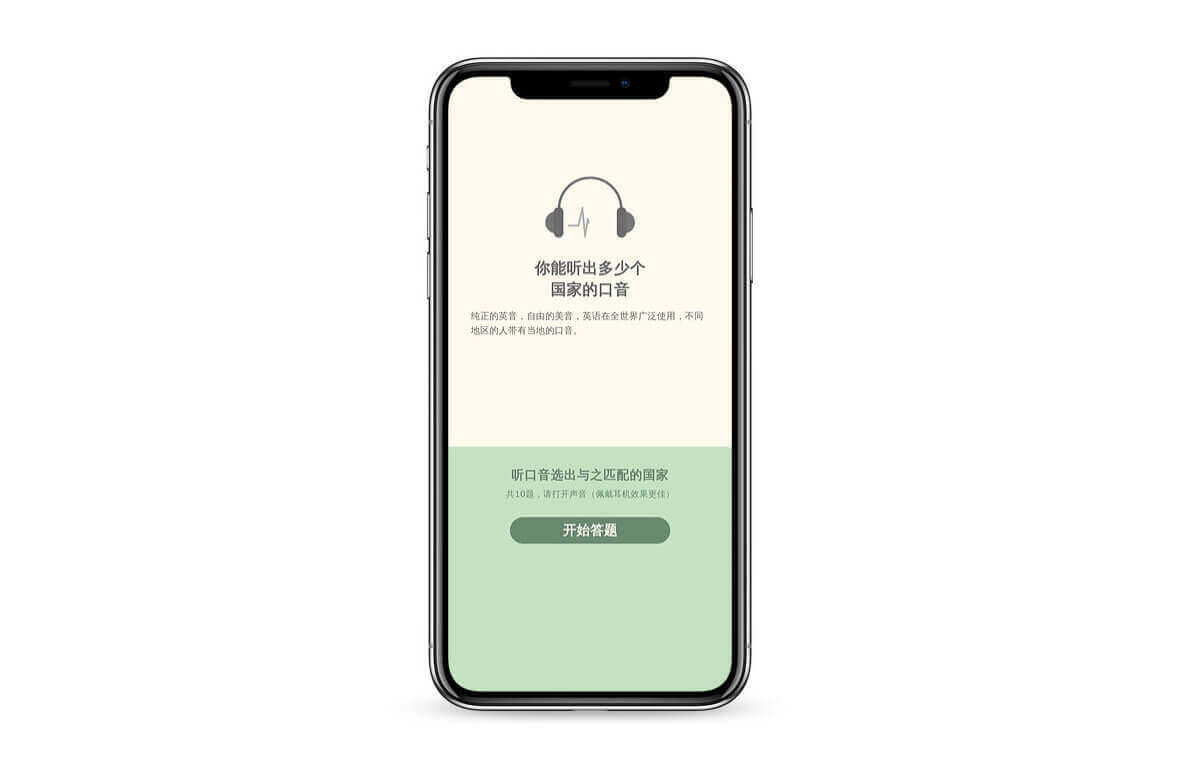 你能听出多少个
国家的口音
纯正的英音，自由的美音，英语在全世界广泛使用，不同
地区的人带有当地的口音。
听口音选出与之匹配的国家
共10题，请打开声音（佩戴耳机效果更佳）
开始答题